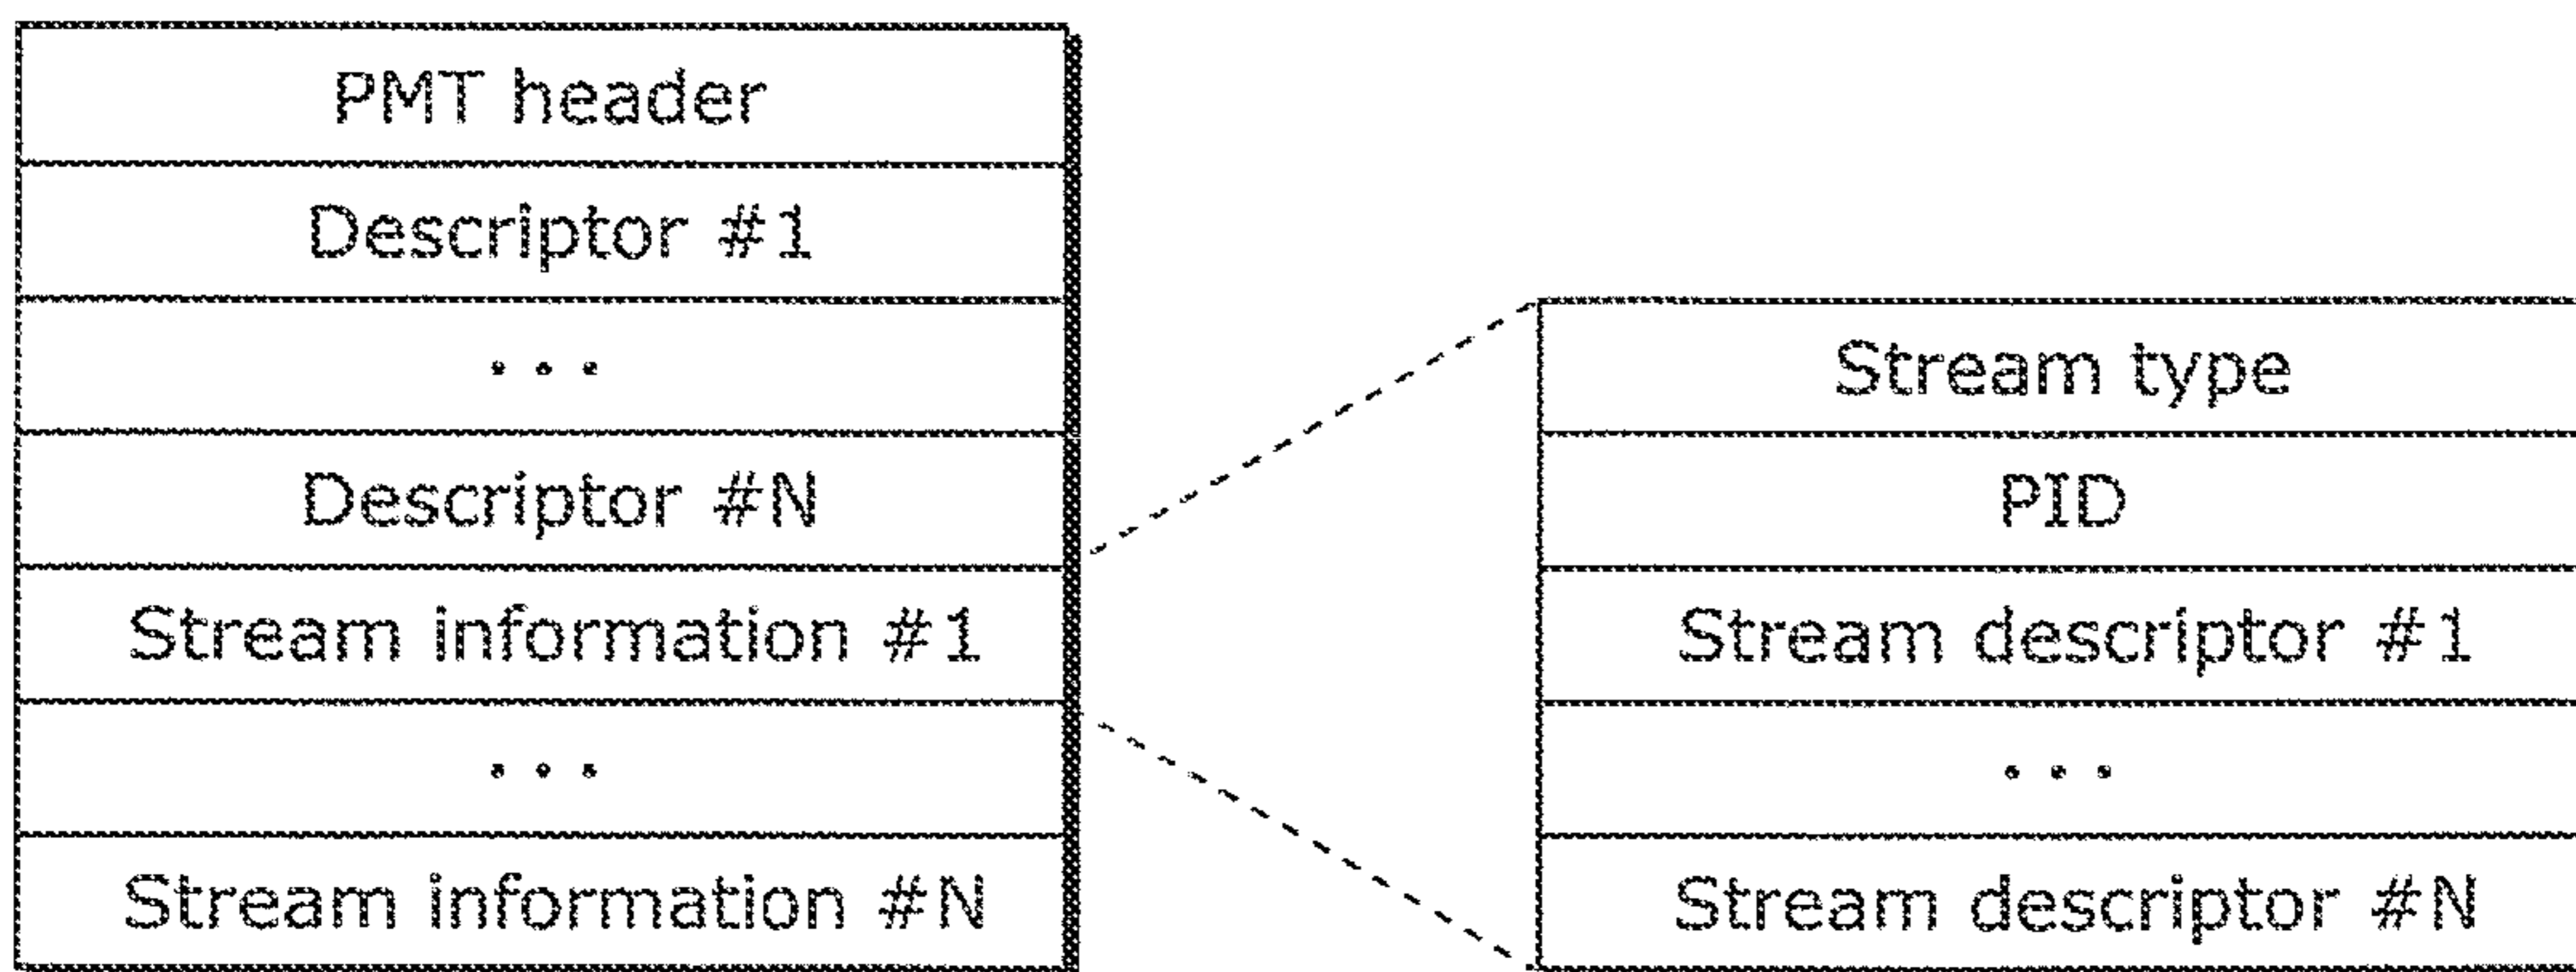 PMT header
Descriptor #1
...
Descriptor #N
Stream information #1
...
Stream information #N
Stream type
PID
Stream descriptor #1
...
Stream descriptor #N